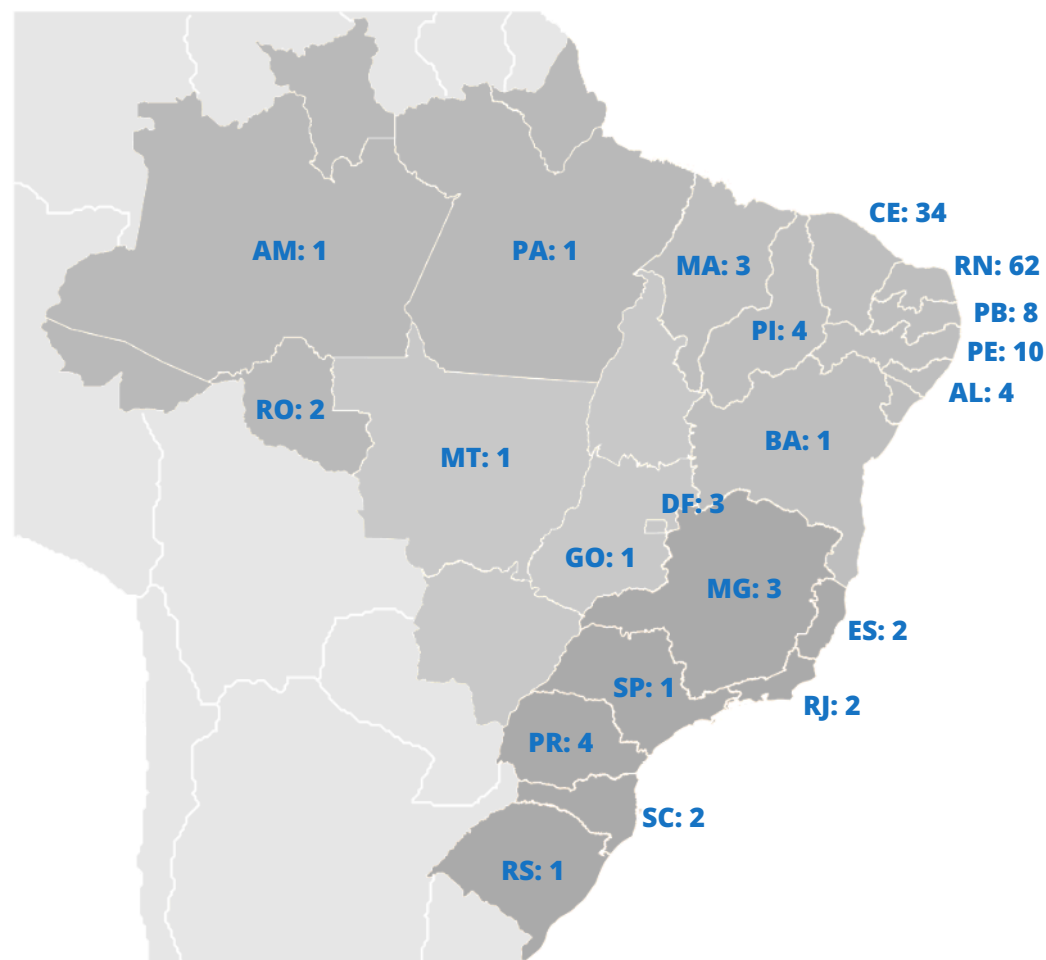 CE: 34
AM: 1
PA: 1
MA: 3
RN: 62
PB: 8
PI: 4
PE: 10
AL: 4
RO: 2
BA: 1
MT: 1
DF: 3
GO: 1
MG: 3
ES: 2
SP: 1
RJ: 2
PR: 4
SC: 2
RS: 1